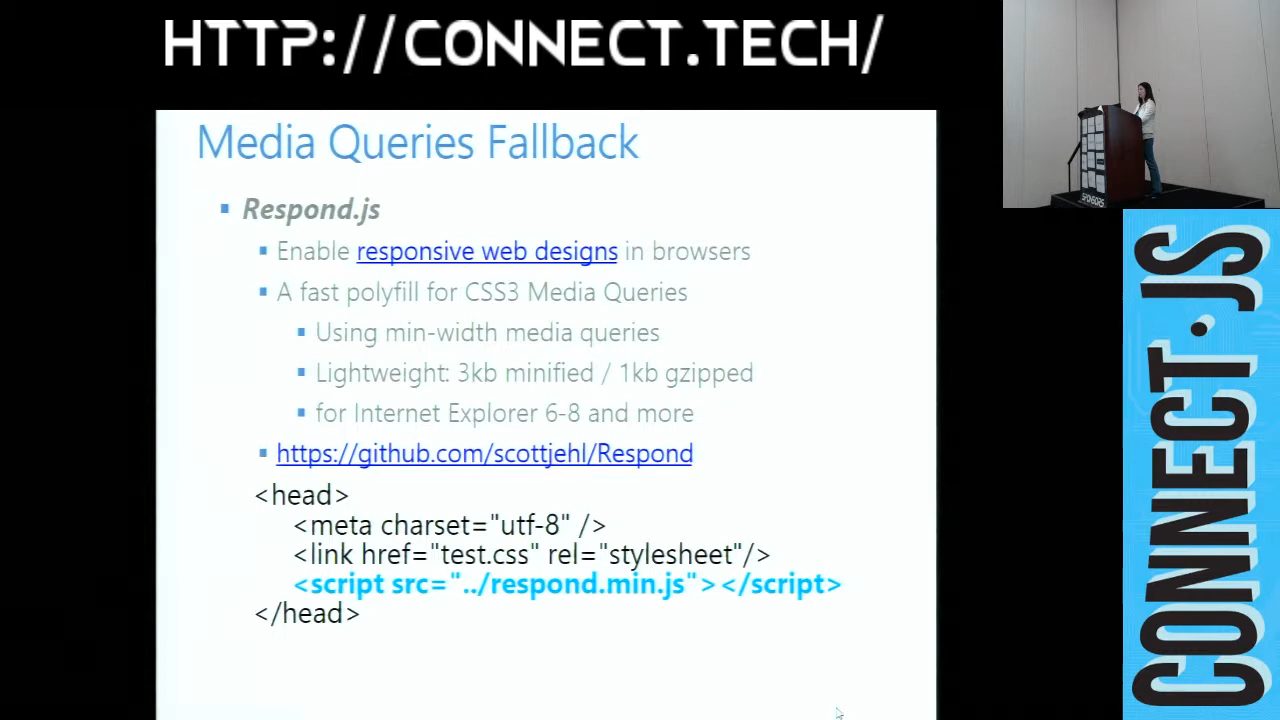 HTTP://CONNECT.TECH/
Media Queries Fallback
Respond.js
Enable responsive web designs in browsers
A fast polyfill for CSS3 Media Queries
Using min-width media queries
Lightweight: 3kb minified / 1kb gzipped
for Internet Explorer 6-8 and more
https://github.com/scottjehl/Respond
<head>
<meta charset="utf-8" />
<link href="test.css" rel="stylesheet"/>
<script src="../respond.min.js"></script>
</head>
SPONSORS
CONNECT.JS